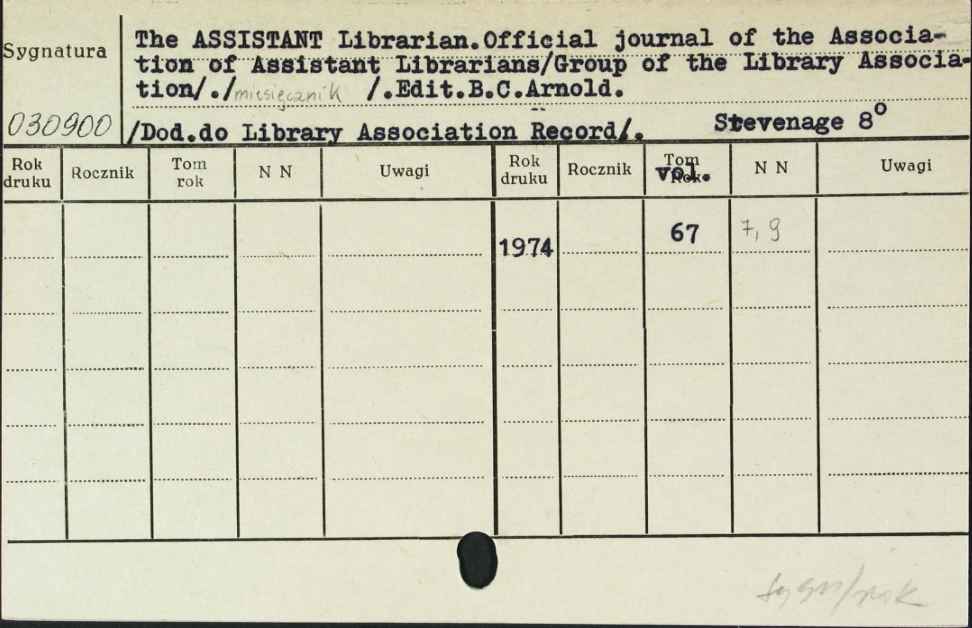 Sygnatura
The ASSISTANT Librarian.Official journal of the Associa-
tion of Assistant Librarians/Group of the Library Associa-
tion/./miesięcznik /.Edit.B.C.Arnold.
030900
/Dod.do Library Association Record/. Stevenage 8°
Rok druku Rocznik Tom rok N N Uwagi Rok druku Rocznik Tom Rok vol. N N Uwagi
1974 67 7, 9